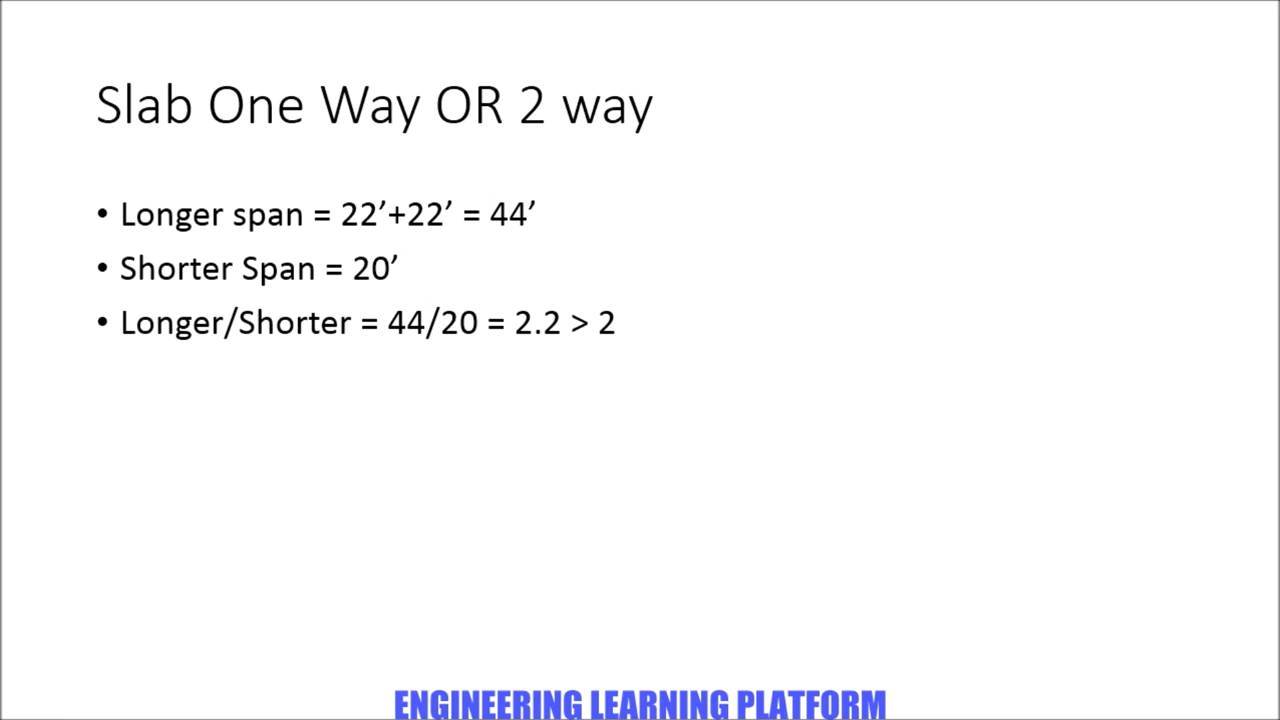 Slab One Way OR 2 way
• Longer span = 22’+22’ = 44’
• Shorter Span = 20’
• Longer/Shorter = 44/20 = 2.2 > 2
ENGINEERING LEARNING PLATFORM